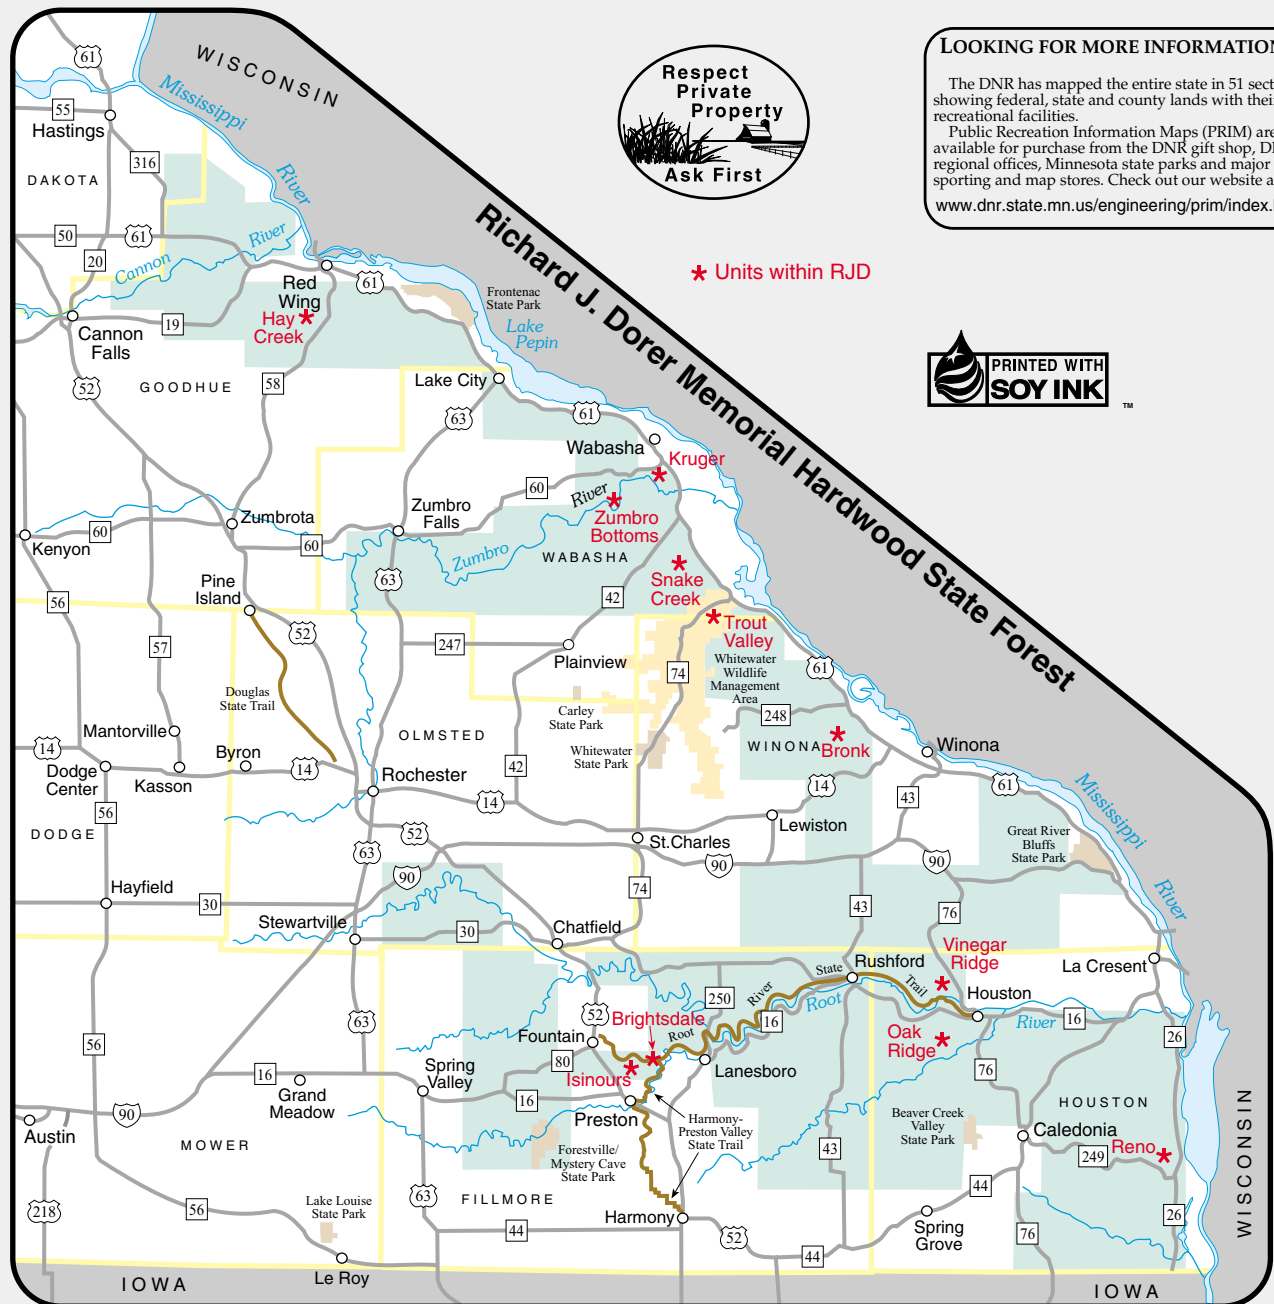 LOOKING FOR MORE INFORMATION
The DNR has mapped the entire state in 51 sect
showing federal, state and county lands with thei
recreational facilities.
Public Recreation Information Maps (PRIM) are
available for purchase from the DNR gift shop, D
regional offices, Minnesota state parks and major
sporting and map stores. Check out our website a
www.dnr.state.mn.us/engineering/prim/index.
Respect
Private
Property
Ask First
* Units within RJD
PRINTED WITH
SOY INK
TM
Richard J. Dorer Memorial Hardwood State Forest
WISCONSIN
Mississippi
River
61
55
Hastings
316
DAKOTA
50
61
20
Cannon
River
Red
Wing
61
Hay
Creek
Frontenac
State Park
Lake
Pepin
19
Cannon
Falls
52
GOODHUE
58
Lake City
63
61
Wabasha
Kruger
60
River
Zumbro
Bottoms
Zumbro
Falls
Zumbrota
60
Kenyon
60
Zumbro
WABASHA
Snake
Creek
63
42
Pine
Island
56
52
57
247
Plainview
Trout
Valley
74
Whitewater
Wildlife
Management
Area
61
Douglas
State Trail
Carley
State Park
248
Mantorville
OLMSTED
Whitewater
State Park
WINONA
Bronk
Winona
14
Byron
14
Dodge
Center
Kasson
Rochester
42
14
14
61
Mississippi
56
DODGE
43
Lewiston
52
63
St.Charles
90
90
Great River
Bluffs
State Park
River
90
Hayfield
30
74
43
76
Stewartville
30
Chatfield
Vinegar
Ridge
Rushford
La Cresent
State
Trail
Houston
River
Root
250
52
Brightsdale
Root
16
River
16
26
63
Fountain
Oak
Ridge
56
80
Isinours
Lanesboro
Spring
Valley
16
Grand
Meadow
16
76
Preston
Harmony-
Preston Valley
State Trail
HOUSTON
90
Austin
Beaver Creek
Valley
State Park
Caledonia
MOWER
Forestville/
Mystery Cave
State Park
43
249
Reno
WISCONSIN
63
FILLMORE
44
Lake Louise
State Park
56
218
Harmony
26
44
52
Spring
Grove
76
44
Le Roy
IOWA
IOWA